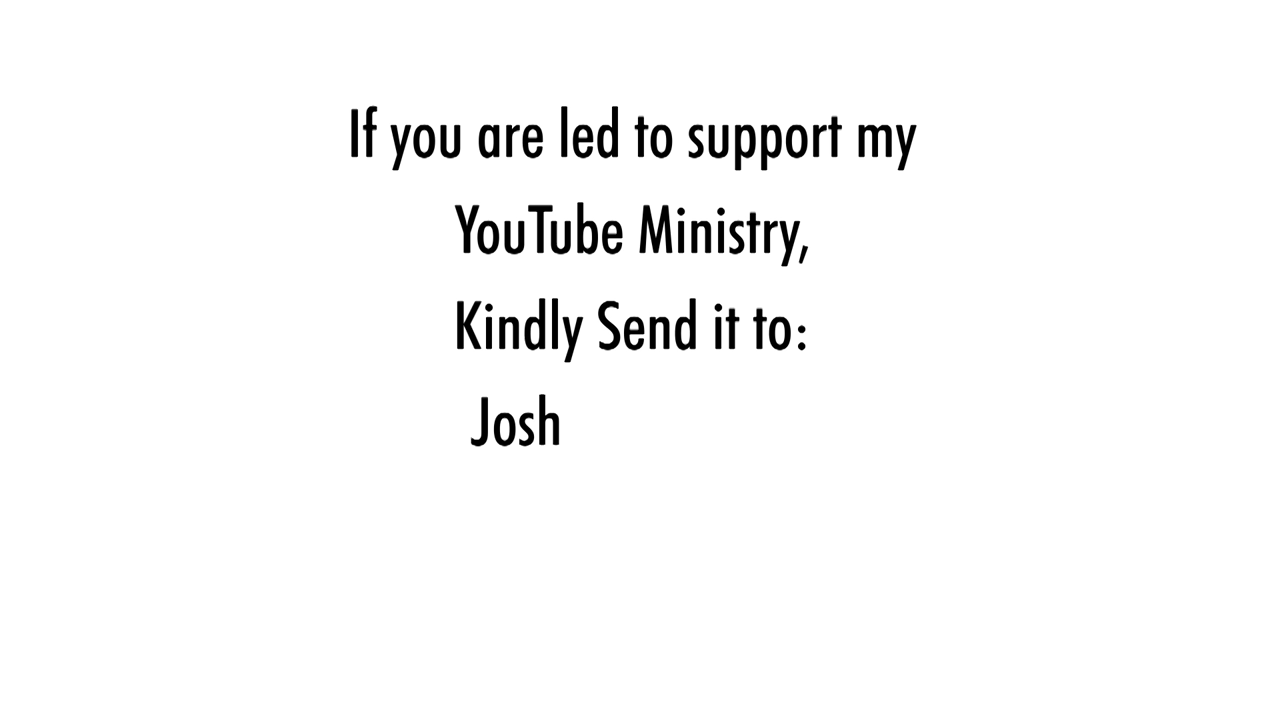 If you are led to support my
YouTube Ministry,
Kindly Send it to:
Josh